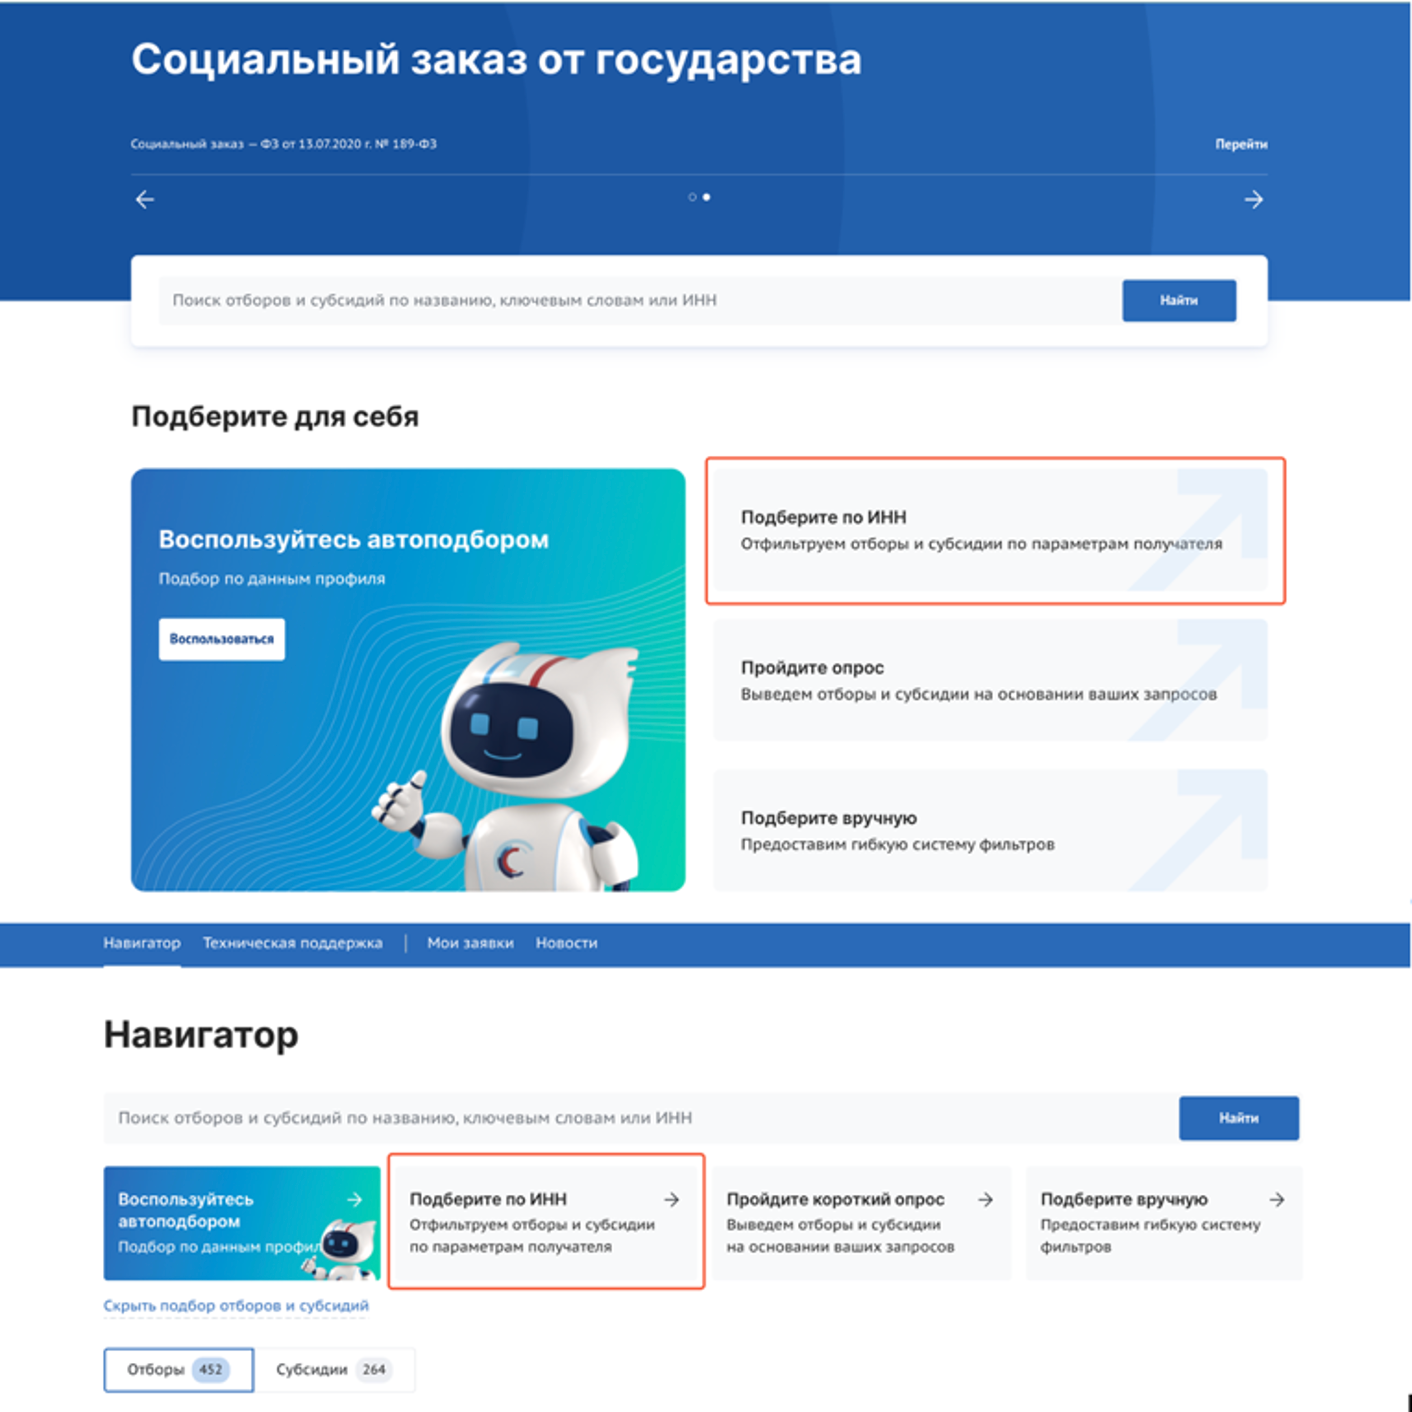 Социальный заказ от государства
Социальный заказ — ФЗ от 13.07.2020 г. № 189-ФЗ
Перейти
Поиск отборов и субсидий по названию, ключевым словам или ИНН
Найти
Подберите для себя
Воспользуйтесь автоподбором
Подбор по данным профиля
Воспользоваться
Подберите по ИНН
Отфильтруем отборы и субсидии по параметрам получателя
Пройдите опрос
Выведем отборы и субсидии на основании ваших запросов
Подберите вручную
Предоставим гибкую систему фильтров
Навигатор Техническая поддержка | Мои заявки Новости
Навигатор
Поиск отборов и субсидий по названию, ключевым словам или ИНН
Найти
Воспользуйтесь
автоподбором
Подбор по данным профил
Подберите по ИНН
Отфильтруем отборы и субсидии
по параметрам получателя
Пройдите короткий опрос
Выведем отборы и субсидии
на основании ваших запросов
Подберите вручную
Предоставим гибкую систему
фильтров
Скрыть подбор отборов и субсидий
Отборы 452
Субсидии 264